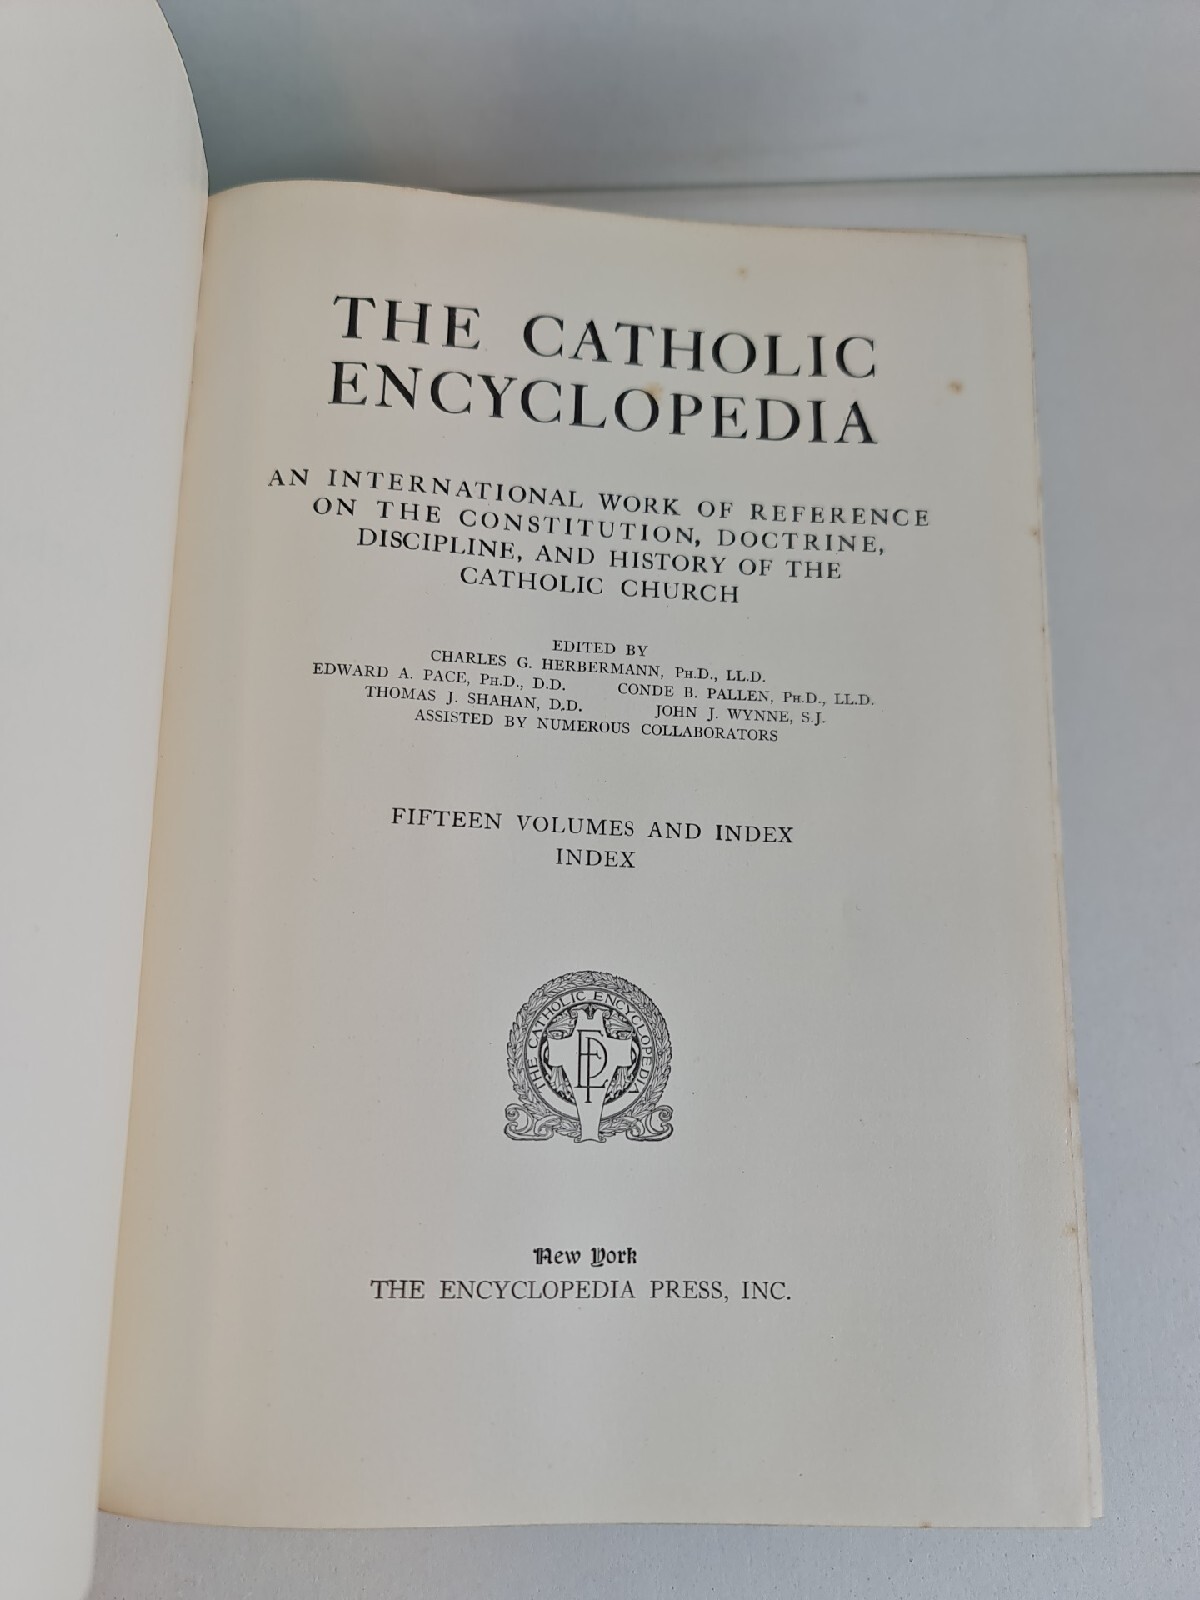 THE CATHOLIC
ENCYCLOPEDIA
AN INTERNATIONAL WORK OF REFERENCE
ON THE CONSTITUTION, DOCTRINE,
DISCIPLINE, AND HISTORY OF THE
CATHOLIC CHURCH
EDITED BY
CHARLES G. HERBERMANN, Ph.D., LL.D.
EDWARD A. PACE, Ph.D., D.D. CONDE B. PALLEN, Ph.D., LL.D.
THOMAS J. SHAHAN, D.D. JOHN J. WYNNE, S.J.
ASSISTED BY NUMEROUS COLLABORATORS
FIFTEEN VOLUMES AND INDEX
INDEX
THE CATHOLIC ENCYCLOPEDIA
New York
THE ENCYCLOPEDIA PRESS, INC.